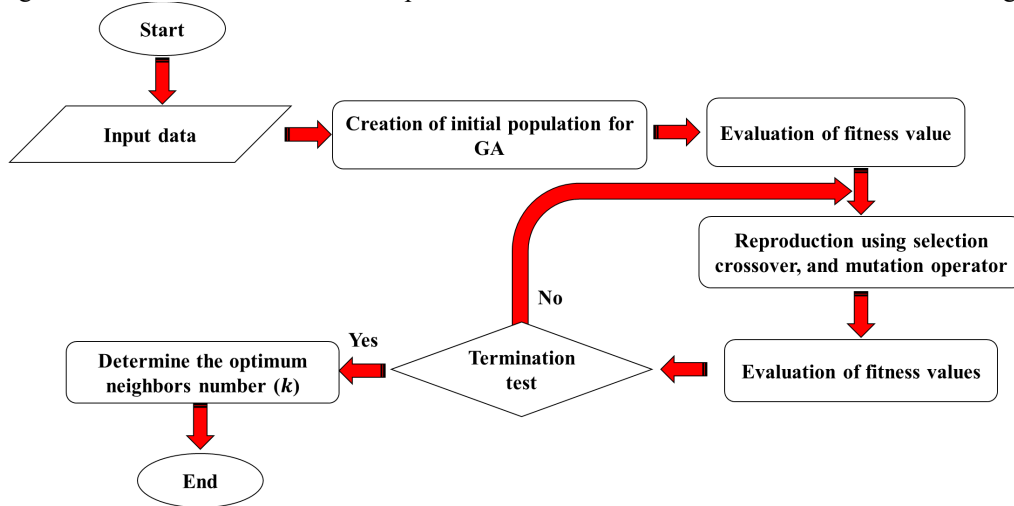 Start
Input data
Creation of initial population for
GA
Evaluation of fitness value
Reproduction using selection
crossover, and mutation operator
Evaluation of fitness values
Termination
test
No
Yes
Determine the optimum
neighbors number (k)
End